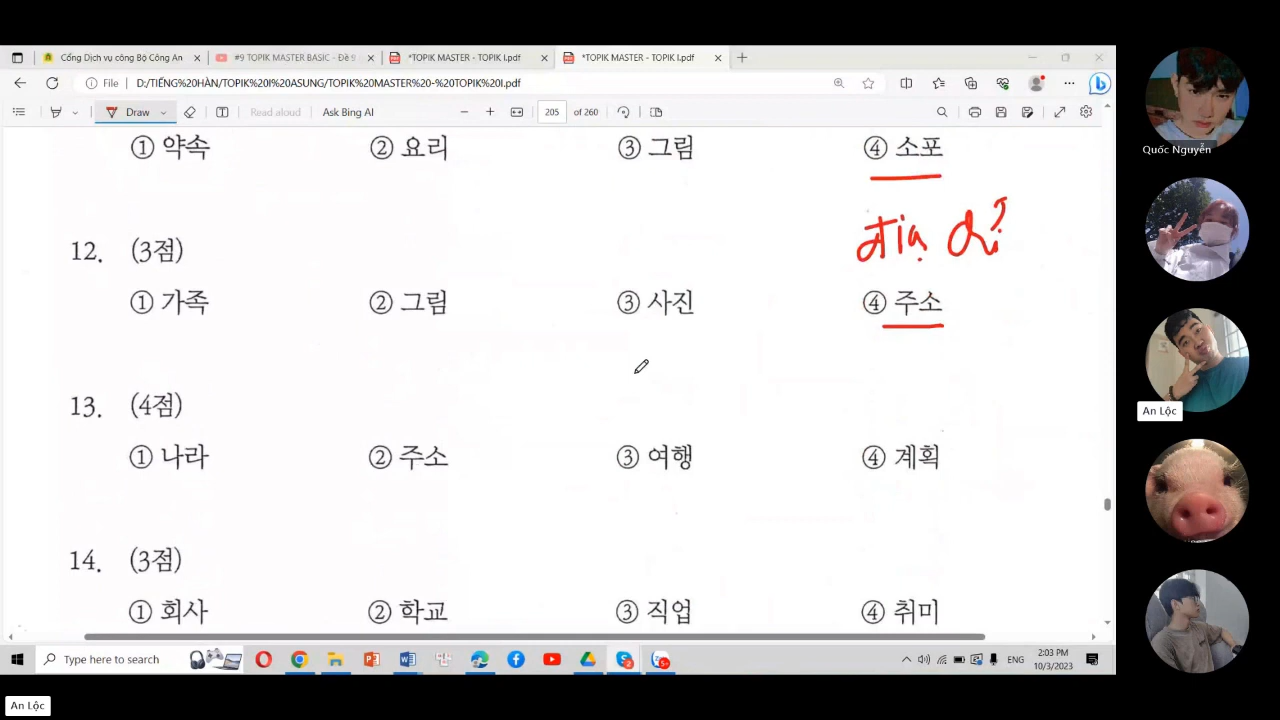 Cổng Dịch vụ công Bộ Công An
#9 TOPIK MASTER BASIC - Đề 9
*TOPIK MASTER - TOPIK I.pdf
*TOPIK MASTER - TOPIK I.pdf
File D:/TIẾNG%20HÀN/TOPIK%20I%20ASUNG/TOPIK%20MASTER%20-%20TOPIK%20I.pdf
Draw Read aloud Ask Bing AI 205 of 260
① 약속 ② 요리 ③ 그림 ④ 소포
địa chỉ
12. (3점)
① 가족 ② 그림 ③ 사진 ④ 주소
13. (4점)
① 나라 ② 주소 ③ 여행 ④ 계획
14. (3점)
① 회사 ② 학교 ③ 직업 ④ 취미
Type here to search
ENG
2:03 PM
10/3/2023
Quốc Nguyễn
An Lộc
An Lộc